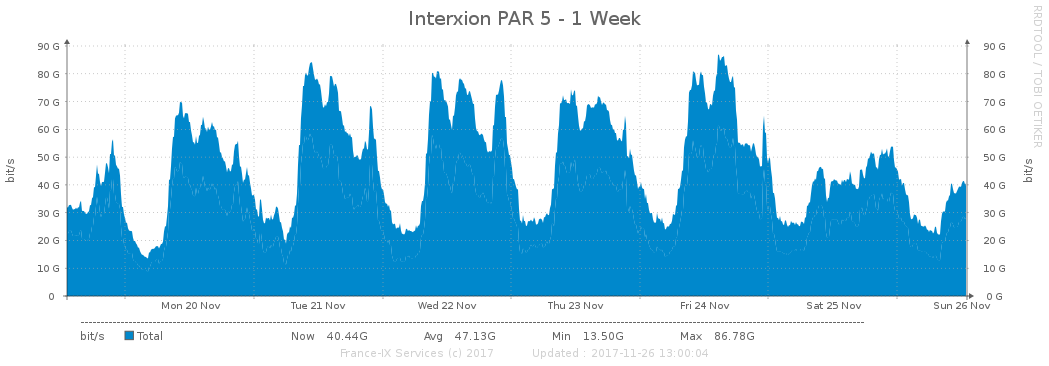 Interxion PAR 5 - 1 Week
RRDTOOL / TOBI OETIKER
90 G 90 G
80 G 80 G
70 G 70 G
60 G 60 G
50 G 50 G
40 G 40 G
30 G 30 G
20 G 20 G
10 G 10 G
0 0 G
bit/s
bit/s
Mon 20 Nov Tue 21 Nov Wed 22 Nov Thu 23 Nov Fri 24 Nov Sat 25 Nov Sun 26 Nov
bit/s Total Now 40.44G Avg 47.13G Min 13.50G Max 86.78G
France-IX Services (c) 2017 Updated : 2017-11-26 13:00:04